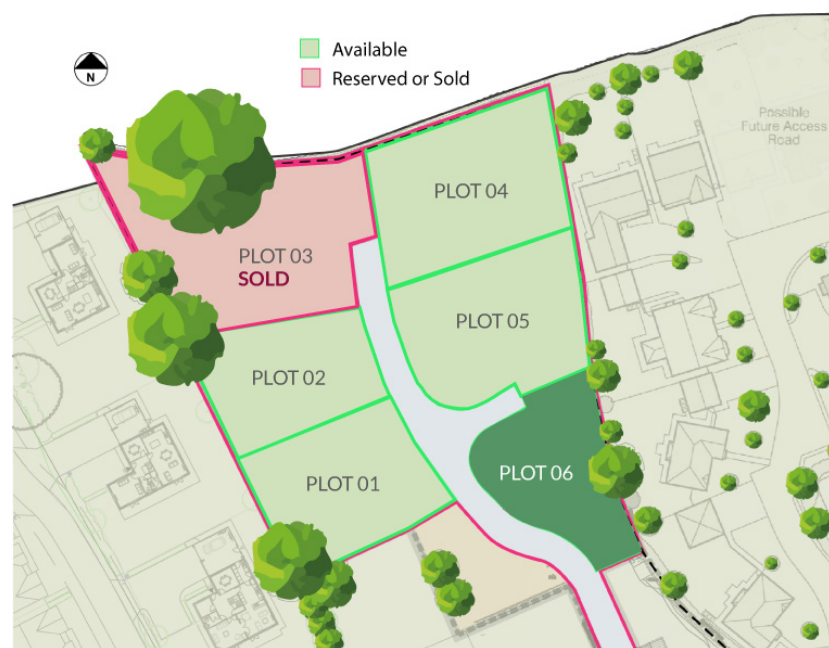 Available
Reserved or Sold
N
Possible
Future Access
Road
PLOT 04
PLOT 03
SOLD
PLOT 05
PLOT 02
PLOT 06
PLOT 01